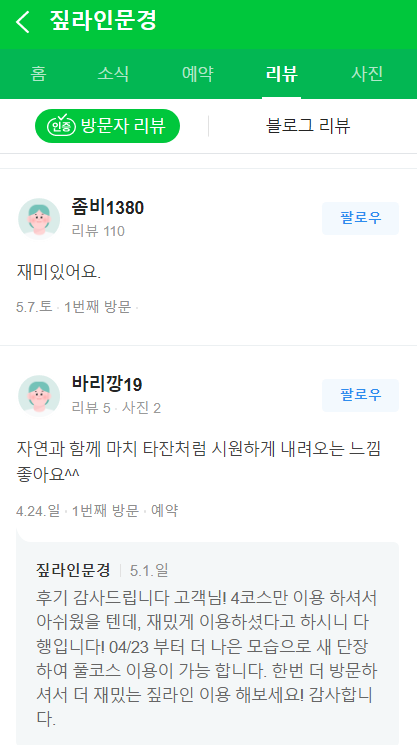 짚라인문경
홈 소식 예약 리뷰 사진
인증 방문자 리뷰 블로그 리뷰
좀비1380
리뷰 110
팔로우
재미있어요.
5.7.토 · 1번째 방문 ·
바리깡19
리뷰 5 · 사진 2
팔로우
자연과 함께 마치 타잔처럼 시원하게 내려오는 느낌
좋아요^^
4.24.일 · 1번째 방문 · 예약
짚라인문경 5.1.일
후기 감사드립니다 고객님! 4코스만 이용 하셔서
아쉬웠을 텐데, 재밌게 이용하셨다고 하시니 다
행입니다! 04/23 부터 더 나은 모습으로 새 단장
하여 풀코스 이용이 가능 합니다. 한번 더 방문하
셔서 더 재밌는 짚라인 이용 해보세요! 감사합니
다.